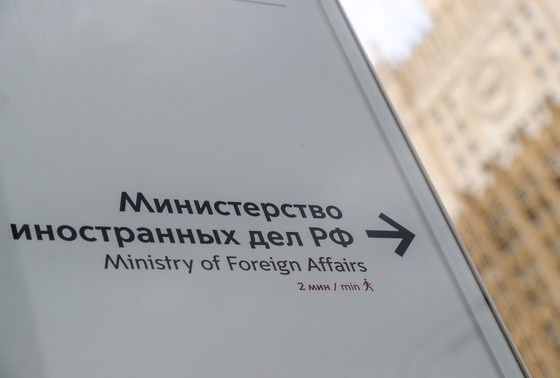 Министерство
иностранных дел РФ
Ministry of Foreign Affairs
2 мин / min